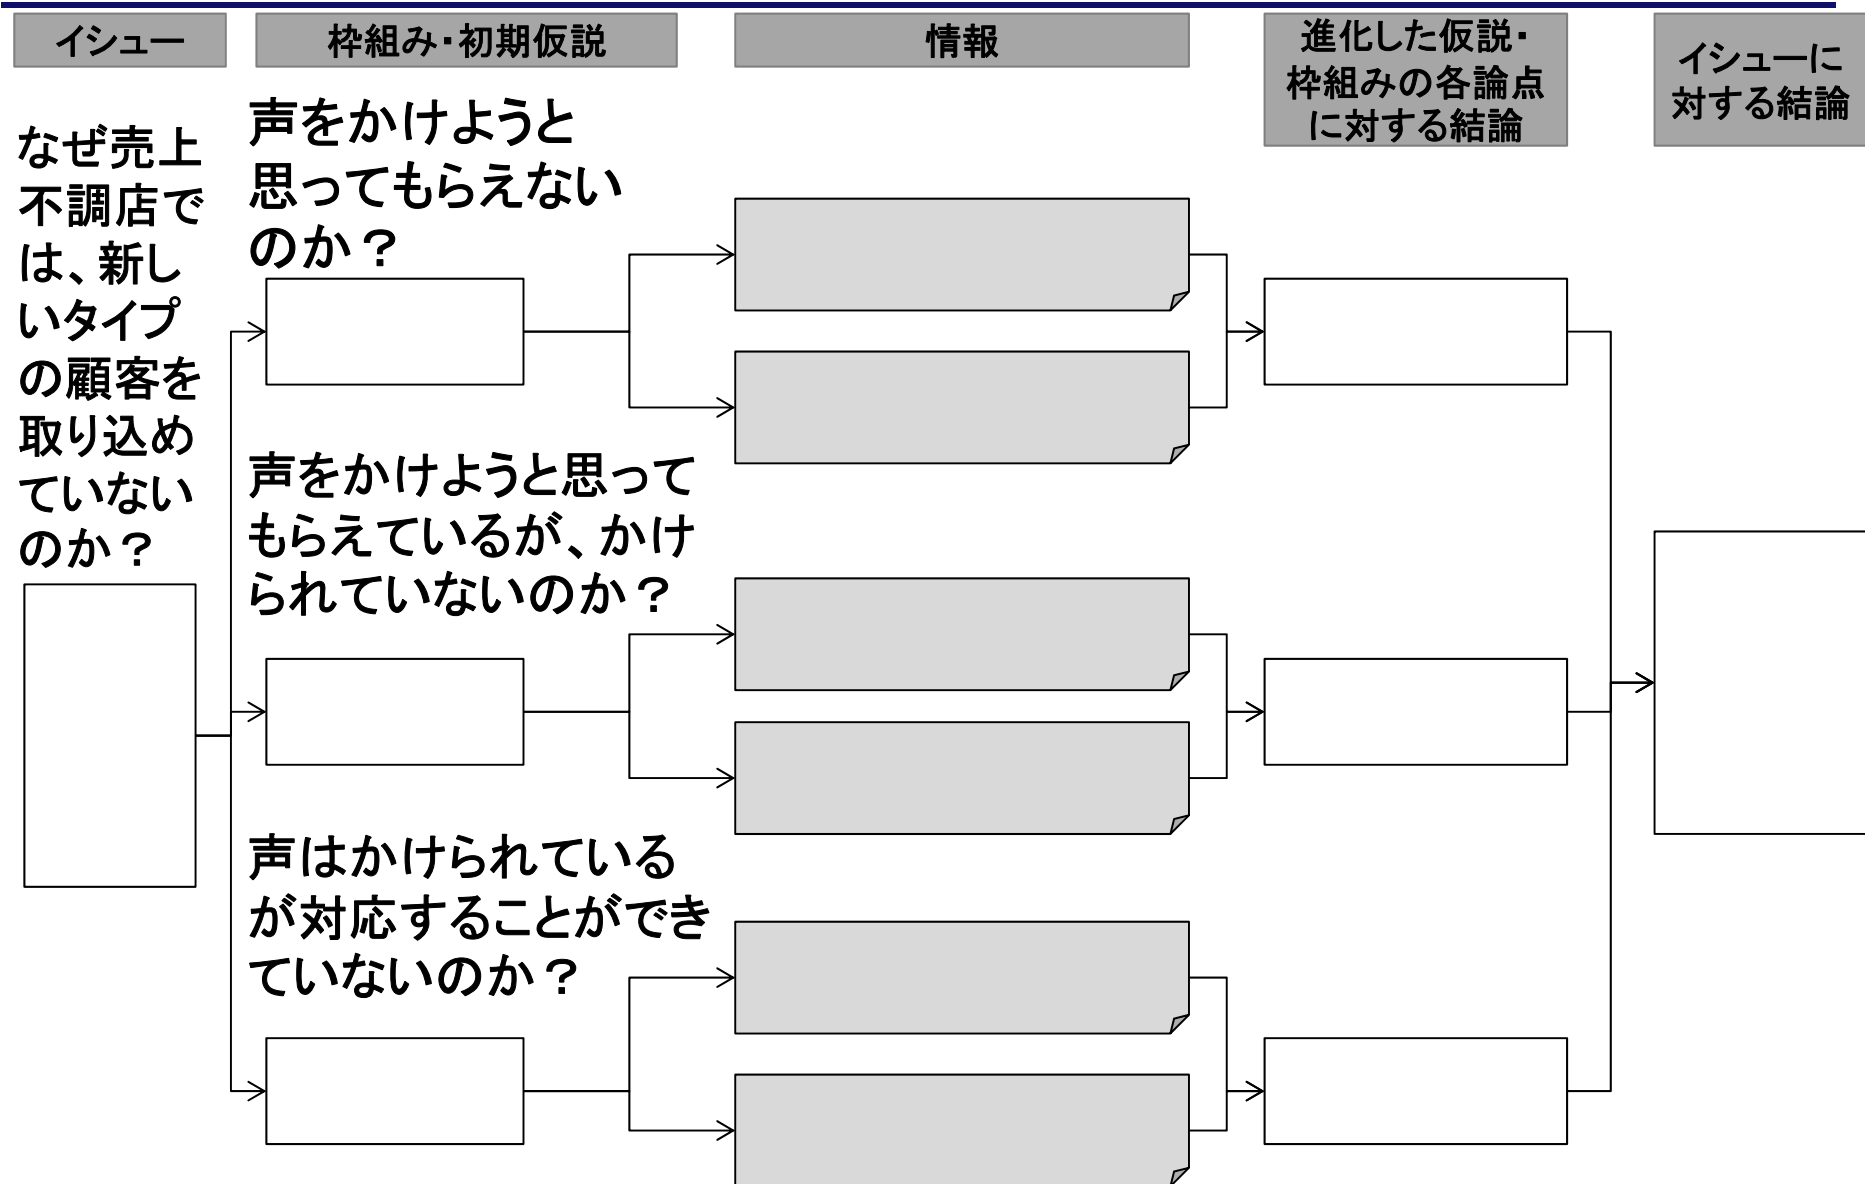 イシュー
枠組み・初期仮説
情報
進化した仮説・
枠組みの各論点
に対する結論
イシューに
対する結論
なぜ売上
不調店で
は、新し
いタイプ
の顧客を
取り込め
ていない
のか？
声をかけようと
思ってもらえない
のか？
声をかけようと思って
もらえているが、かけ
られていないのか？
声はかけられている
が対応することができ
ていないのか？